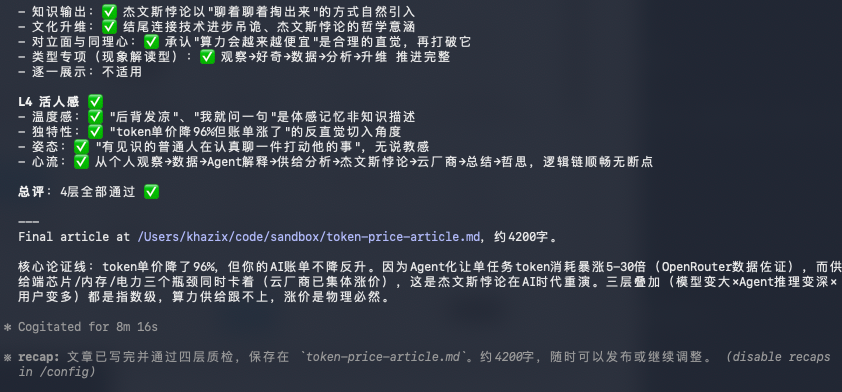 - 知识输出: ✅ 杰文斯悖论以"聊着聊着掏出来"的方式自然引入
- 文化升维: ✅ 结尾连接技术进步吊诡、杰文斯悖论的哲学意涵
- 对立面与同理心: ✅ 承认"算力会越来越便宜"是合理的直觉，再打破它
- 类型专项（现象解读型）: ✅ 观察→好奇→数据→分析→升维 推进完整
- 逐一展示: 不适用
L4 活人感 ✅
- 温度感: ✅ "后背发凉"、"我就问一句"是体感记忆非知识描述
- 独特性: ✅ "token单价降96%但账单涨了"的反直觉切入角度
- 姿态: ✅ "有见识的普通人在认真聊一件打动他的事"，无说教感
- 心流: ✅ 从个人观察→数据→Agent解释→供给分析→杰文斯悖论→云厂商→总结→哲思，逻辑链顺畅无断点
总评: 4层全部通过 ✅
---
Final article at /Users/khazix/code/sandbox/token-price-article.md，约4200字。
核心论证线: token单价降了96%，但你的AI账单不降反升。因为Agent化让单任务token消耗暴涨5-30倍（OpenRouter数据佐证），而供
给端芯片/内存/电力三个瓶颈同时卡着（云厂商已集体涨价），这是杰文斯悖论在AI时代重演。三层叠加（模型变大×Agent推理变深×
用户变多）都是指数级，算力供给跟不上，涨价是物理必然。
✻ Cogitated for 8m 16s
※ recap: 文章已写完并通过四层质检，保存在 `token-price-article.md`。约4200字，随时可以发布或继续调整。 (disable recaps
in /config)